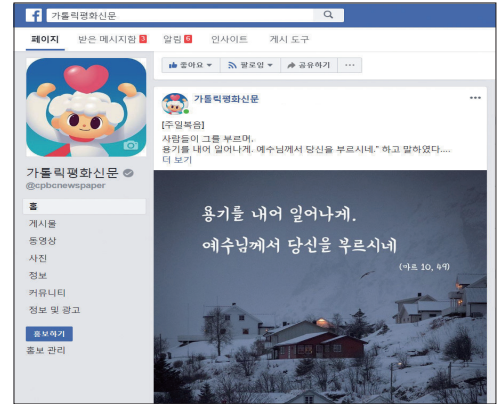 가톨릭평화신문
페이지 받은 메시지함 3 알림 6 인사이트 게시 도구
좋아요 팔로잉 공유하기 ...
가톨릭평화신문
[주일복음]
사람들이 그를 부르며,
용기를 내어 일어나게. 예수님께서 당신을 부르시네." 하고 말하였다....
더 보기
가톨릭평화신문
@cpbcnewspaper
홈
게시물
동영상
사진
정보
커뮤니티
정보 및 광고
홍보하기
홍보 관리
용기를 내어 일어나게.
예수님께서 당신을 부르시네
(마르 10, 49)